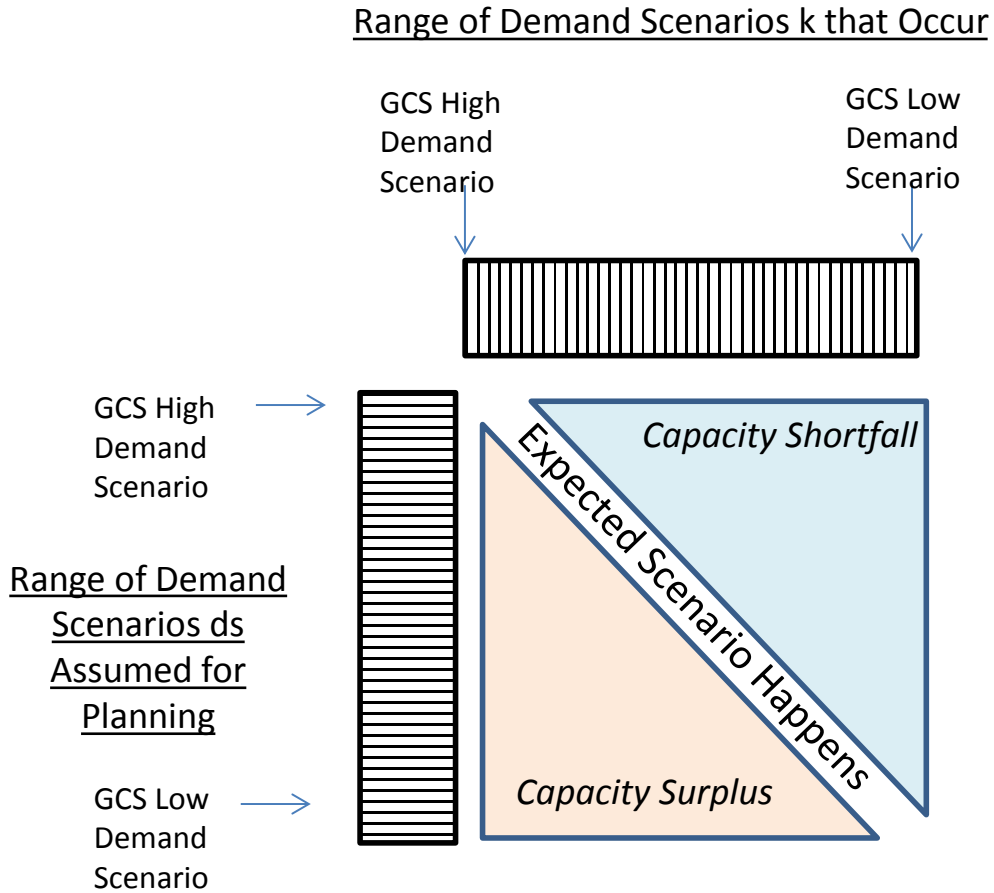 Range of Demand Scenarios k that Occur
GCS High
Demand
Scenario
GCS Low
Demand
Scenario
GCS High
Demand
Scenario
Capacity Shortfall
Expected Scenario Happens
Range of Demand
Scenarios ds
Assumed for
Planning
Capacity Surplus
GCS Low
Demand
Scenario